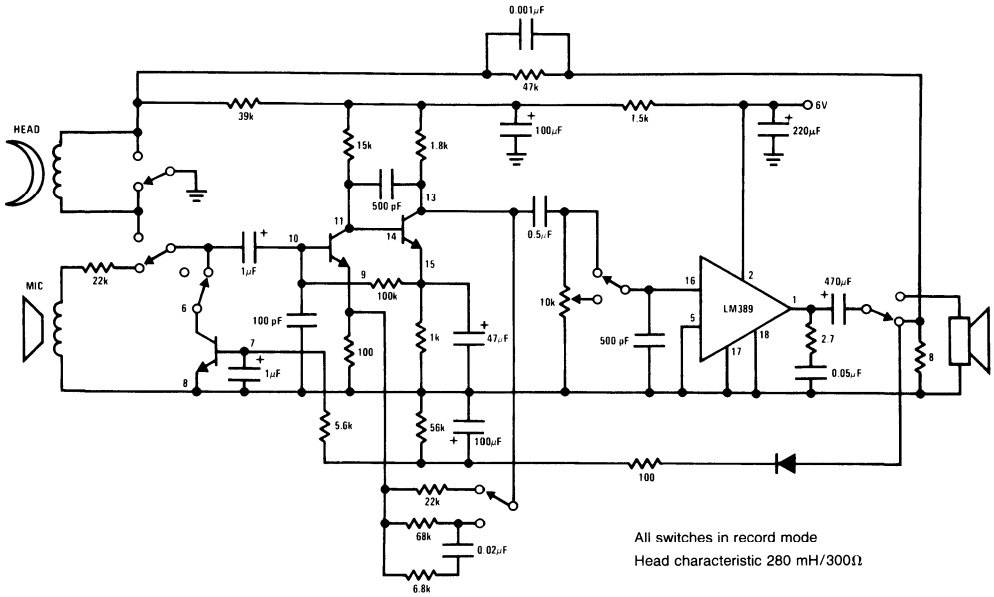 0.001µF
47k
6V
39k
1.5k
HEAD
15k
1.8k
+
100µF
+
220µF
500 pF
13
11
14
10
+
1µF
0.5µF
15
9
100k
22k
MIC
6
100 pF
10k
16
2
LM389
1
5
17
18
470µF
+
500 pF
2.7
0.05µF
8
7
+
1µF
8
100
1k
+
47µF
5.6k
56k
+
100µF
100
22k
68k
0.02µF
6.8k
All switches in record mode
Head characteristic 280 mH/300Ω